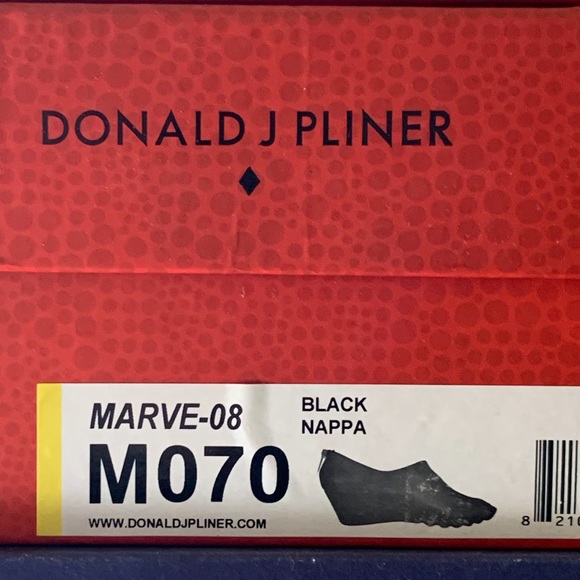 DONALD J PLINER
MARVE-08
BLACK
NAPPA
M070
WWW.DONALDJPLINER.COM
8 210